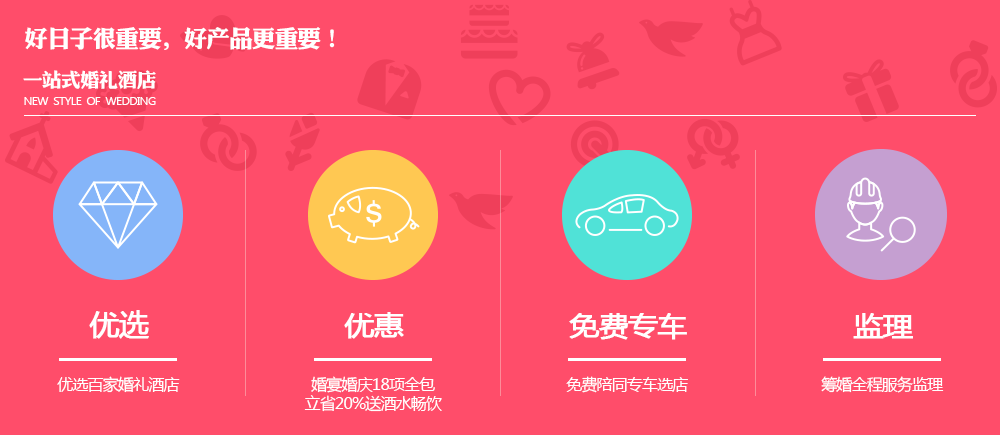 好日子很重要，好产品更重要！
一站式婚礼酒店
NEW STYLE OF WEDDING
$
优选
优选百家婚礼酒店
优惠
婚宴婚庆18项全包
立省20%送酒水畅饮
免费专车
免费陪同专车选店
监理
筹婚全程服务监理